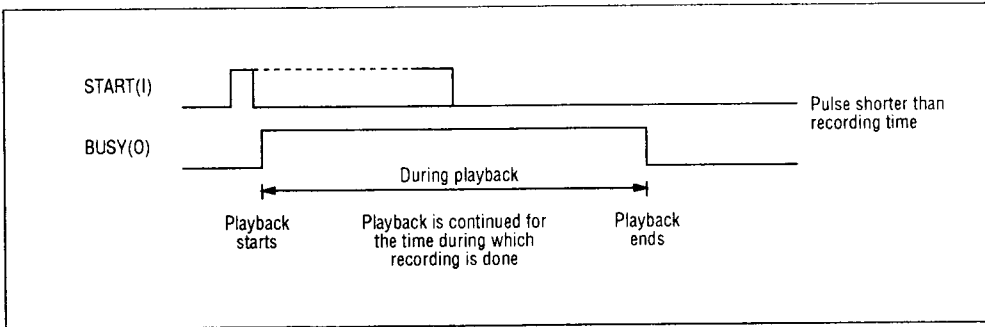 START(I)
Pulse shorter than
recording time
BUSY(O)
During playback
Playback
starts
Playback is continued for
the time during which
recording is done
Playback
ends